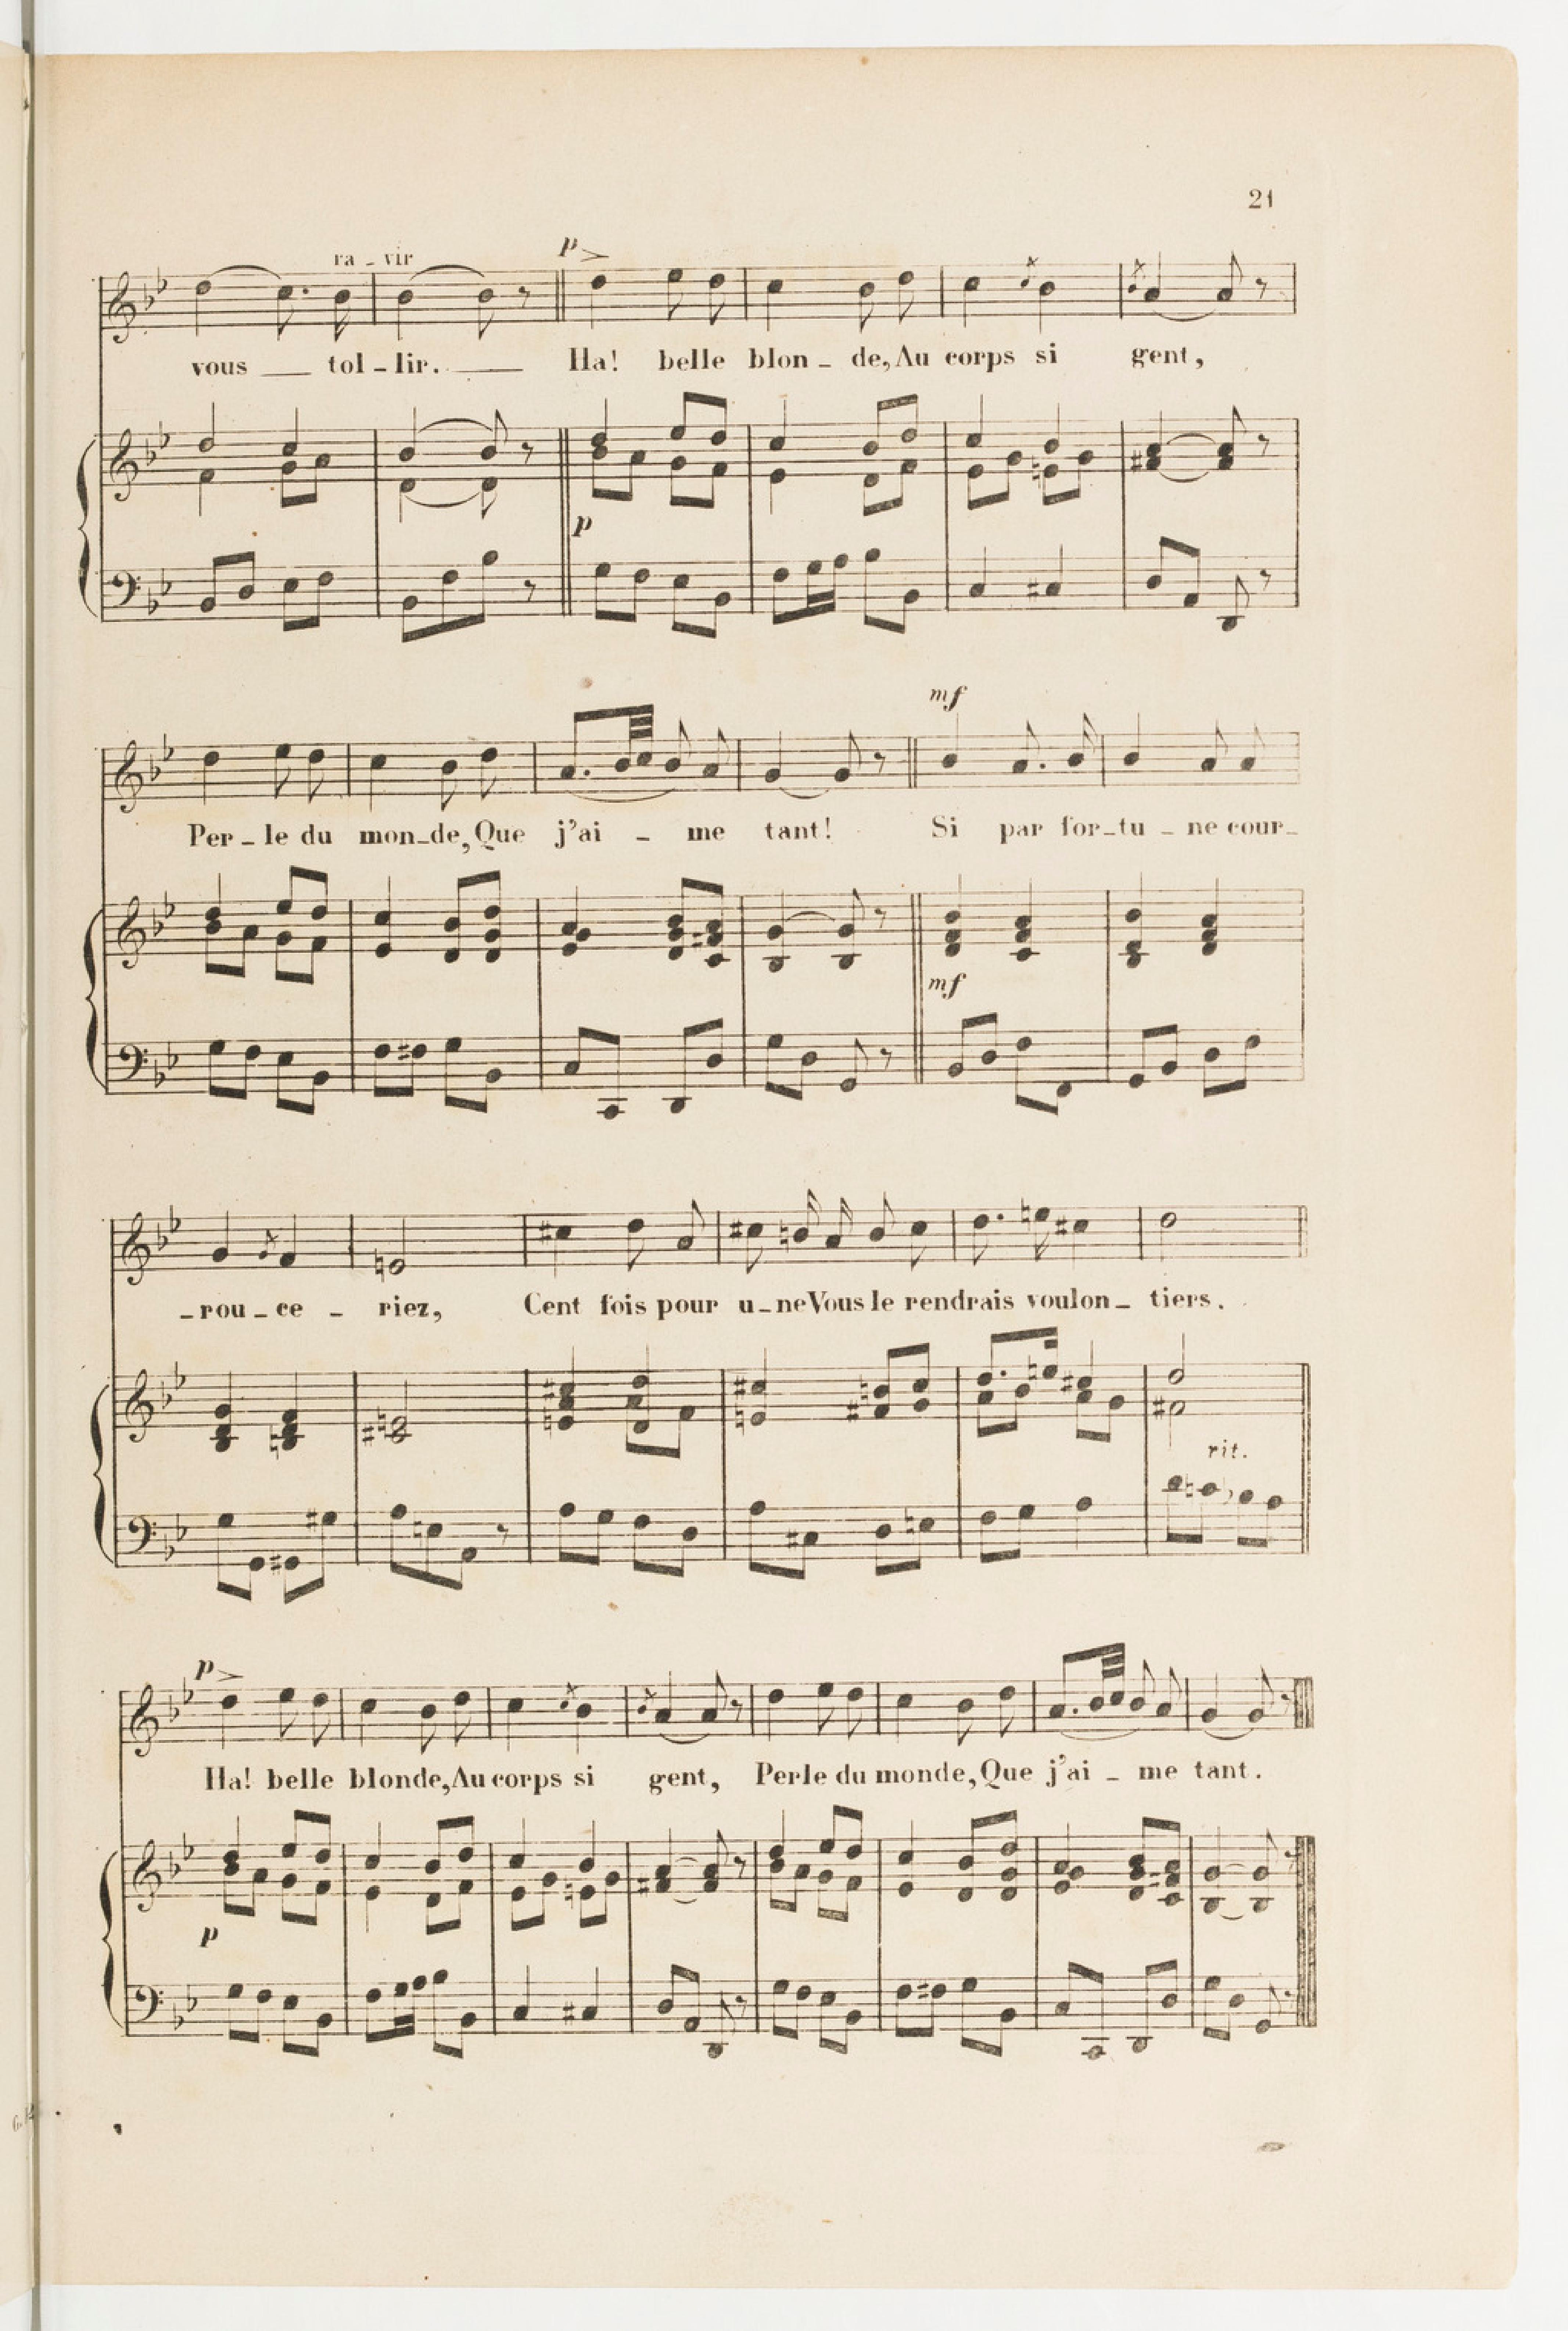 21
ra - vir
p
vous — tol - lir. — Ha! belle blon - de, Au corps si gent,
p
mf
Per - le du mon - de, Que j'ai - me tant! Si par for - tu - ne cour -
mf
- rou - ce - riez, Cent fois pour u - ne Vous le rendrais voulon - tiers.
rit.
p
Ha! belle blonde, Au corps si gent, Perle du monde, Que j'ai - me tant.
p